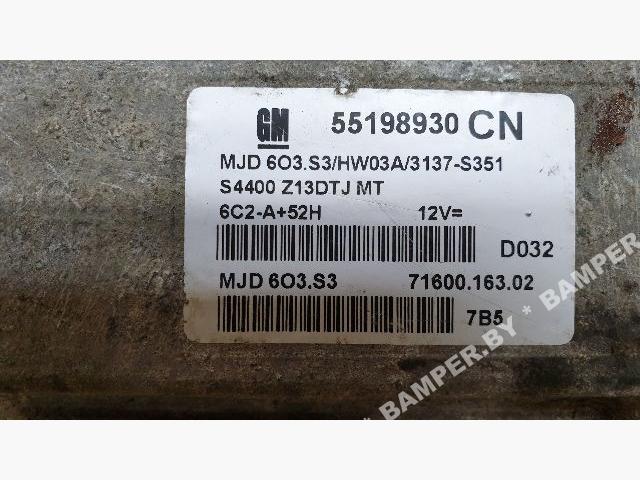 GM 55198930 CN
MJD 6O3.S3/HW03A/3137-S351
S4400 Z13DTJ MT
6C2-A+52H 12V=
D032
MJD 6O3.S3 71600.163.02
7B5
* BAMPER.BY * BAMPER.BY